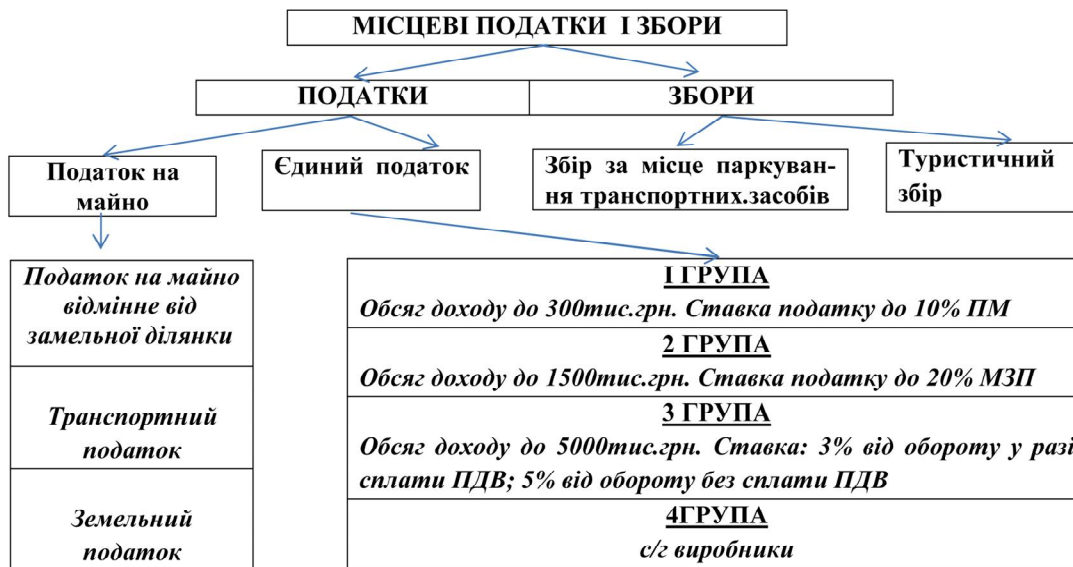 МІСЦЕВІ ПОДАТКИ І ЗБОРИ
ПОДАТКИ
ЗБОРИ
Податок на
майно
Єдиний податок
Збір за місце паркуван-
ня транспортних.засобів
Туристичний
збір
Податок на майно
відмінне від
замельної ділянки
Транспортний
податок
Земельний
податок
І ГРУПА
Обсяг доходу до 300тис.грн. Ставка податку до 10% ПМ
2 ГРУПА
Обсяг доходу до 1500тис.грн. Ставка податку до 20% МЗП
3 ГРУПА
Обсяг доходу до 5000тис.грн. Ставка: 3% від обороту у разі
сплати ПДВ; 5% від обороту без сплати ПДВ
4ГРУПА
с/г виробники